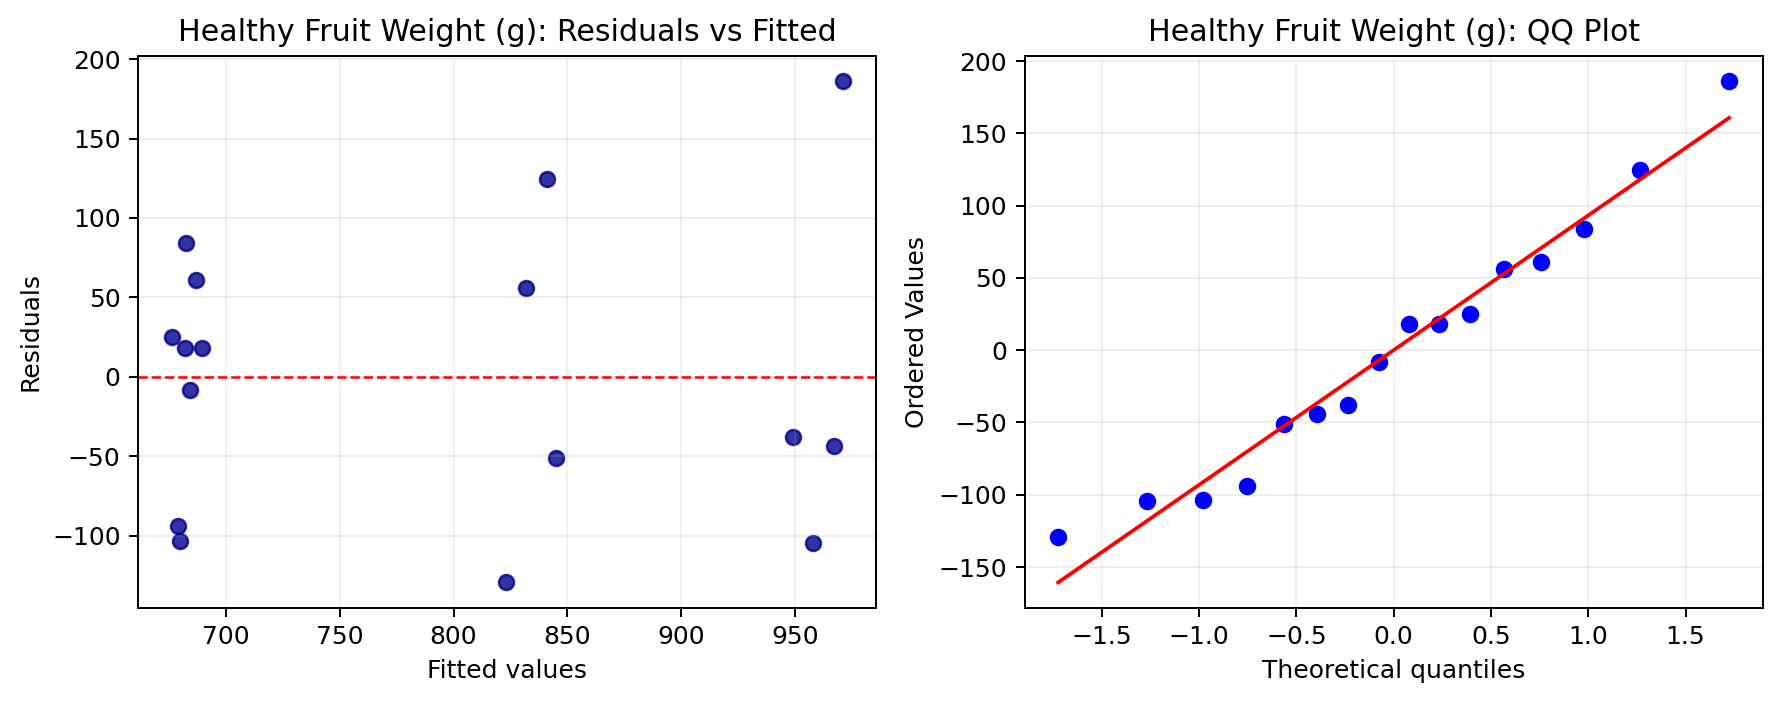 Healthy Fruit Weight (g): Residuals vs Fitted
200
150
100
50
0
−50
−100
700 750 800 850 900 950
Residuals
Fitted values
Healthy Fruit Weight (g): QQ Plot
200
150
100
50
0
−50
−100
−150
−1.5 −1.0 −0.5 0.0 0.5 1.0 1.5
Ordered Values
Theoretical quantiles